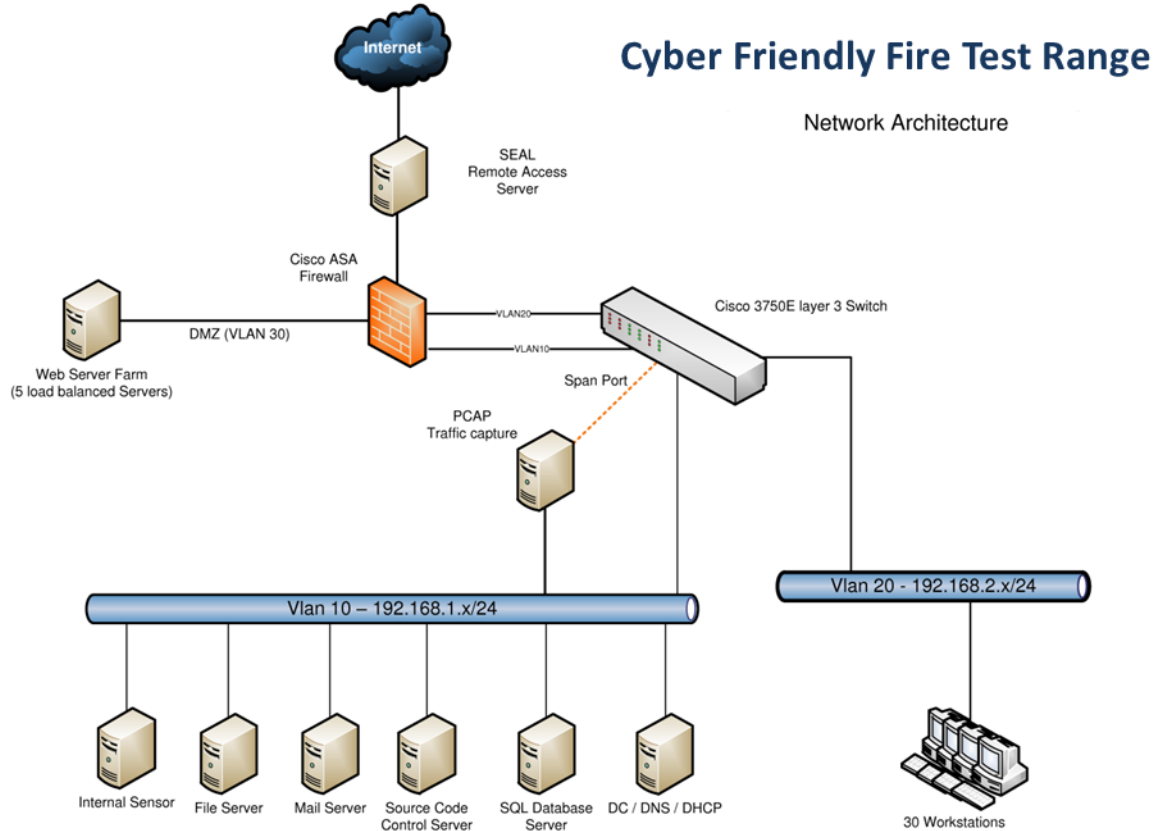 Internet
Cyber Friendly Fire Test Range
Network Architecture
SEAL
Remote Access
Server
Cisco ASA
Firewall
VLAN20
Cisco 3750E layer 3 Switch
DMZ (VLAN 30)
VLAN10
Web Server Farm
(5 load balanced Servers)
Span Port
PCAP
Traffic capture
Vlan 10 – 192.168.1.x/24
Vlan 20 - 192.168.2.x/24
Internal Sensor
File Server
Mail Server
Source Code
Control Server
SQL Database
Server
DC / DNS / DHCP
30 Workstations